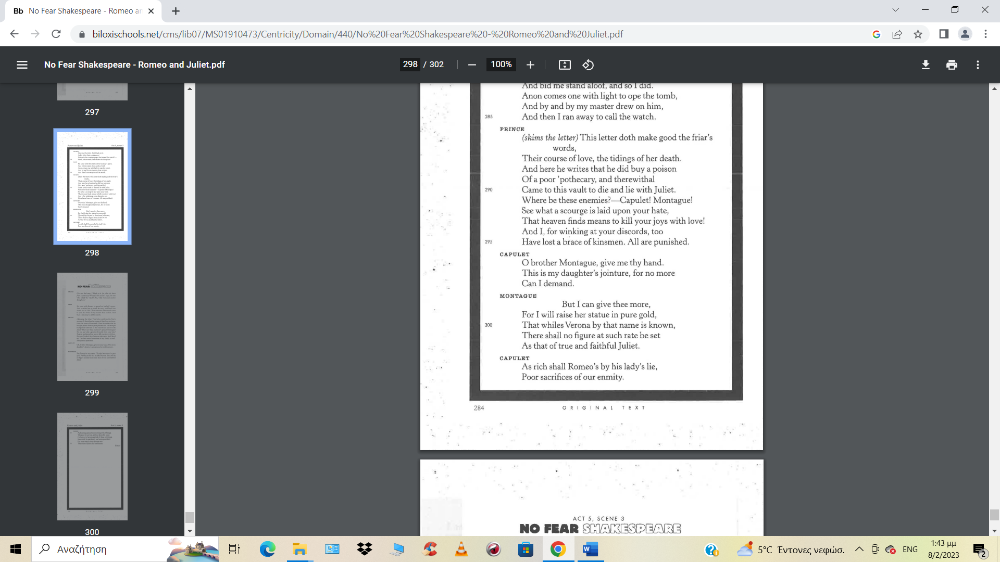 Bb No Fear Shakespeare - Romeo an
biloxischools.net/cms/lib07/MS01910473/Centricity/Domain/440/No%20Fear%20Shakespeare%20-%20Romeo%20and%20Juliet.pdf
No Fear Shakespeare - Romeo and Juliet.pdf
298 / 302
100%
297
298
299
300
And bid me stand aloof, and so I did.
Anon comes one with light to ope the tomb,
And by and by my master drew on him,
285 And then I ran away to call the watch.
PRINCE
(skims the letter) This letter doth make good the friar's
words,
Their course of love, the tidings of her death.
And here he writes that he did buy a poison
Of a poor 'pothecary, and therewithal
290 Came to this vault to die and lie with Juliet.
Where be these enemies?—Capulet! Montague!
See what a scourge is laid upon your hate,
That heaven finds means to kill your joys with love!
And I, for winking at your discords, too
295 Have lost a brace of kinsmen. All are punished.
CAPULET
O brother Montague, give me thy hand.
This is my daughter's jointure, for no more
Can I demand.
MONTAGUE
But I can give thee more,
For I will raise her statue in pure gold,
300 That whiles Verona by that name is known,
There shall no figure at such rate be set
As that of true and faithful Juliet.
CAPULET
As rich shall Romeo's by his lady's lie,
Poor sacrifices of our enmity.
284 ORIGINAL TEXT
ACT 5, SCENE 3
NO FEAR SHAKESPEARE
Αναζήτηση
5°C Έντονες νεφώσ.
ENG
1:43 μμ
8/2/2023
2